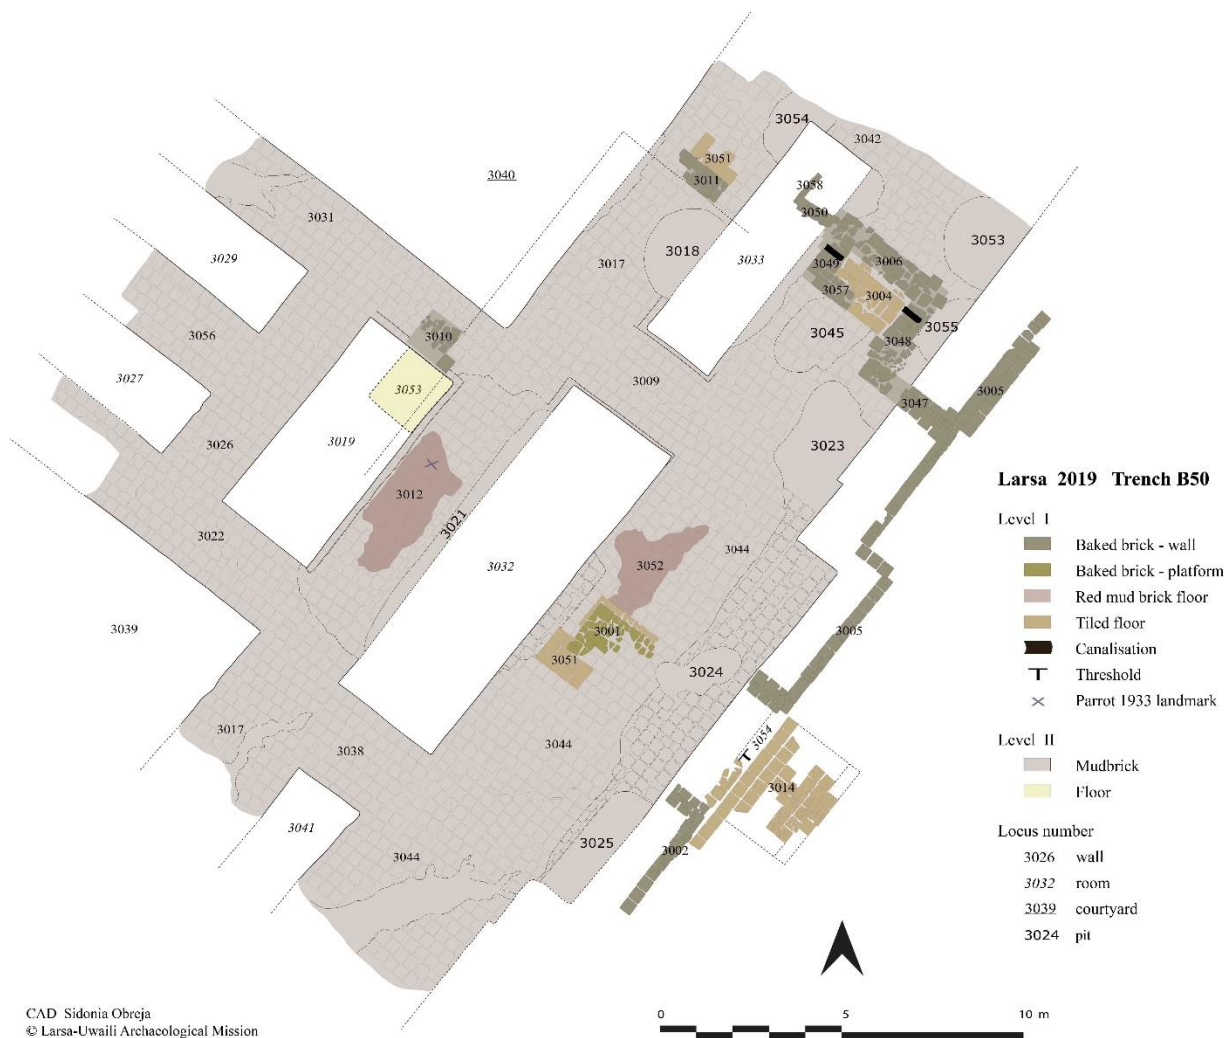 3054
3042
3051
3011
3040
3058
3050
3031
3053
3018
3029
3017
3033
3049
3006
3057
3004
3056
3010
3045
3055
3048
3027
3053
3009
3005
3047
3026
3019
3023
3012
3021
3022
3044
3032
3052
3039
3001
3005
3051
3024
3017
3038
3044
3054
T
3014
3041
3025
3044
3002
Larsa 2019 Trench B50
Level I
Baked brick - wall
Baked brick - platform
Red mud brick floor
Tiled floor
Canalisation
T Threshold
Parrot 1933 landmark
Level II
Mudbrick
Floor
Locus number
3026 wall
3032 room
3039 courtyard
3024 pit
CAD Sidonia Obreja
© Larsa-Uwaili Archaeological Mission
0 5 10 m